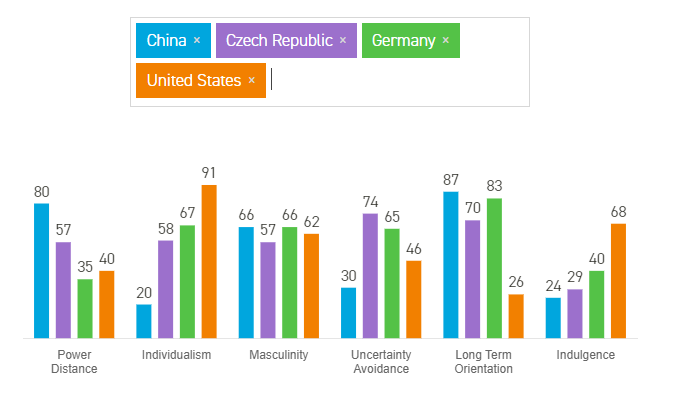 China × Czech Republic × Germany ×
United States ×
80 57 35 40
20 58 67 91
66 57 66 62
30 74 65 46
87 70 83 26
24 29 40 68
Power
Distance
Individualism
Masculinity
Uncertainty
Avoidance
Long Term
Orientation
Indulgence